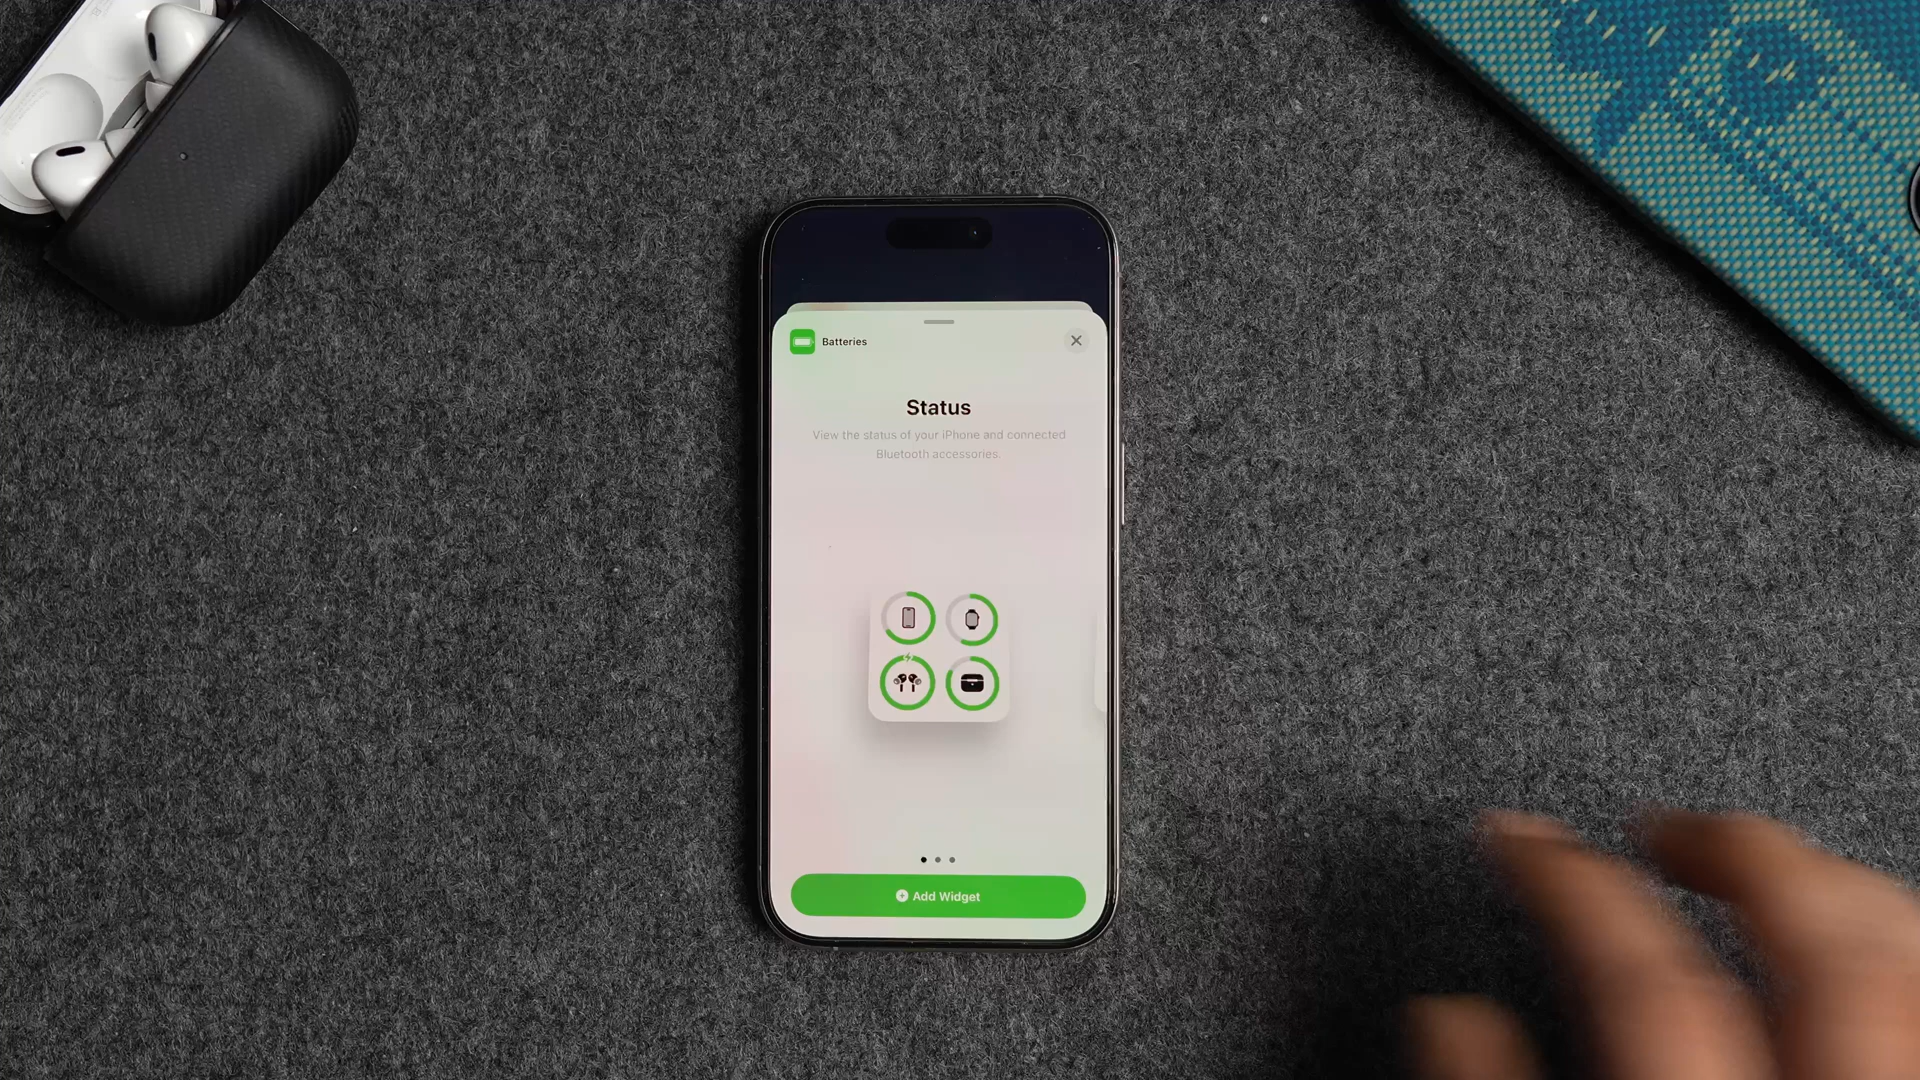 Batteries
Status
View the status of your iPhone and connected
Bluetooth accessories.
Add Widget